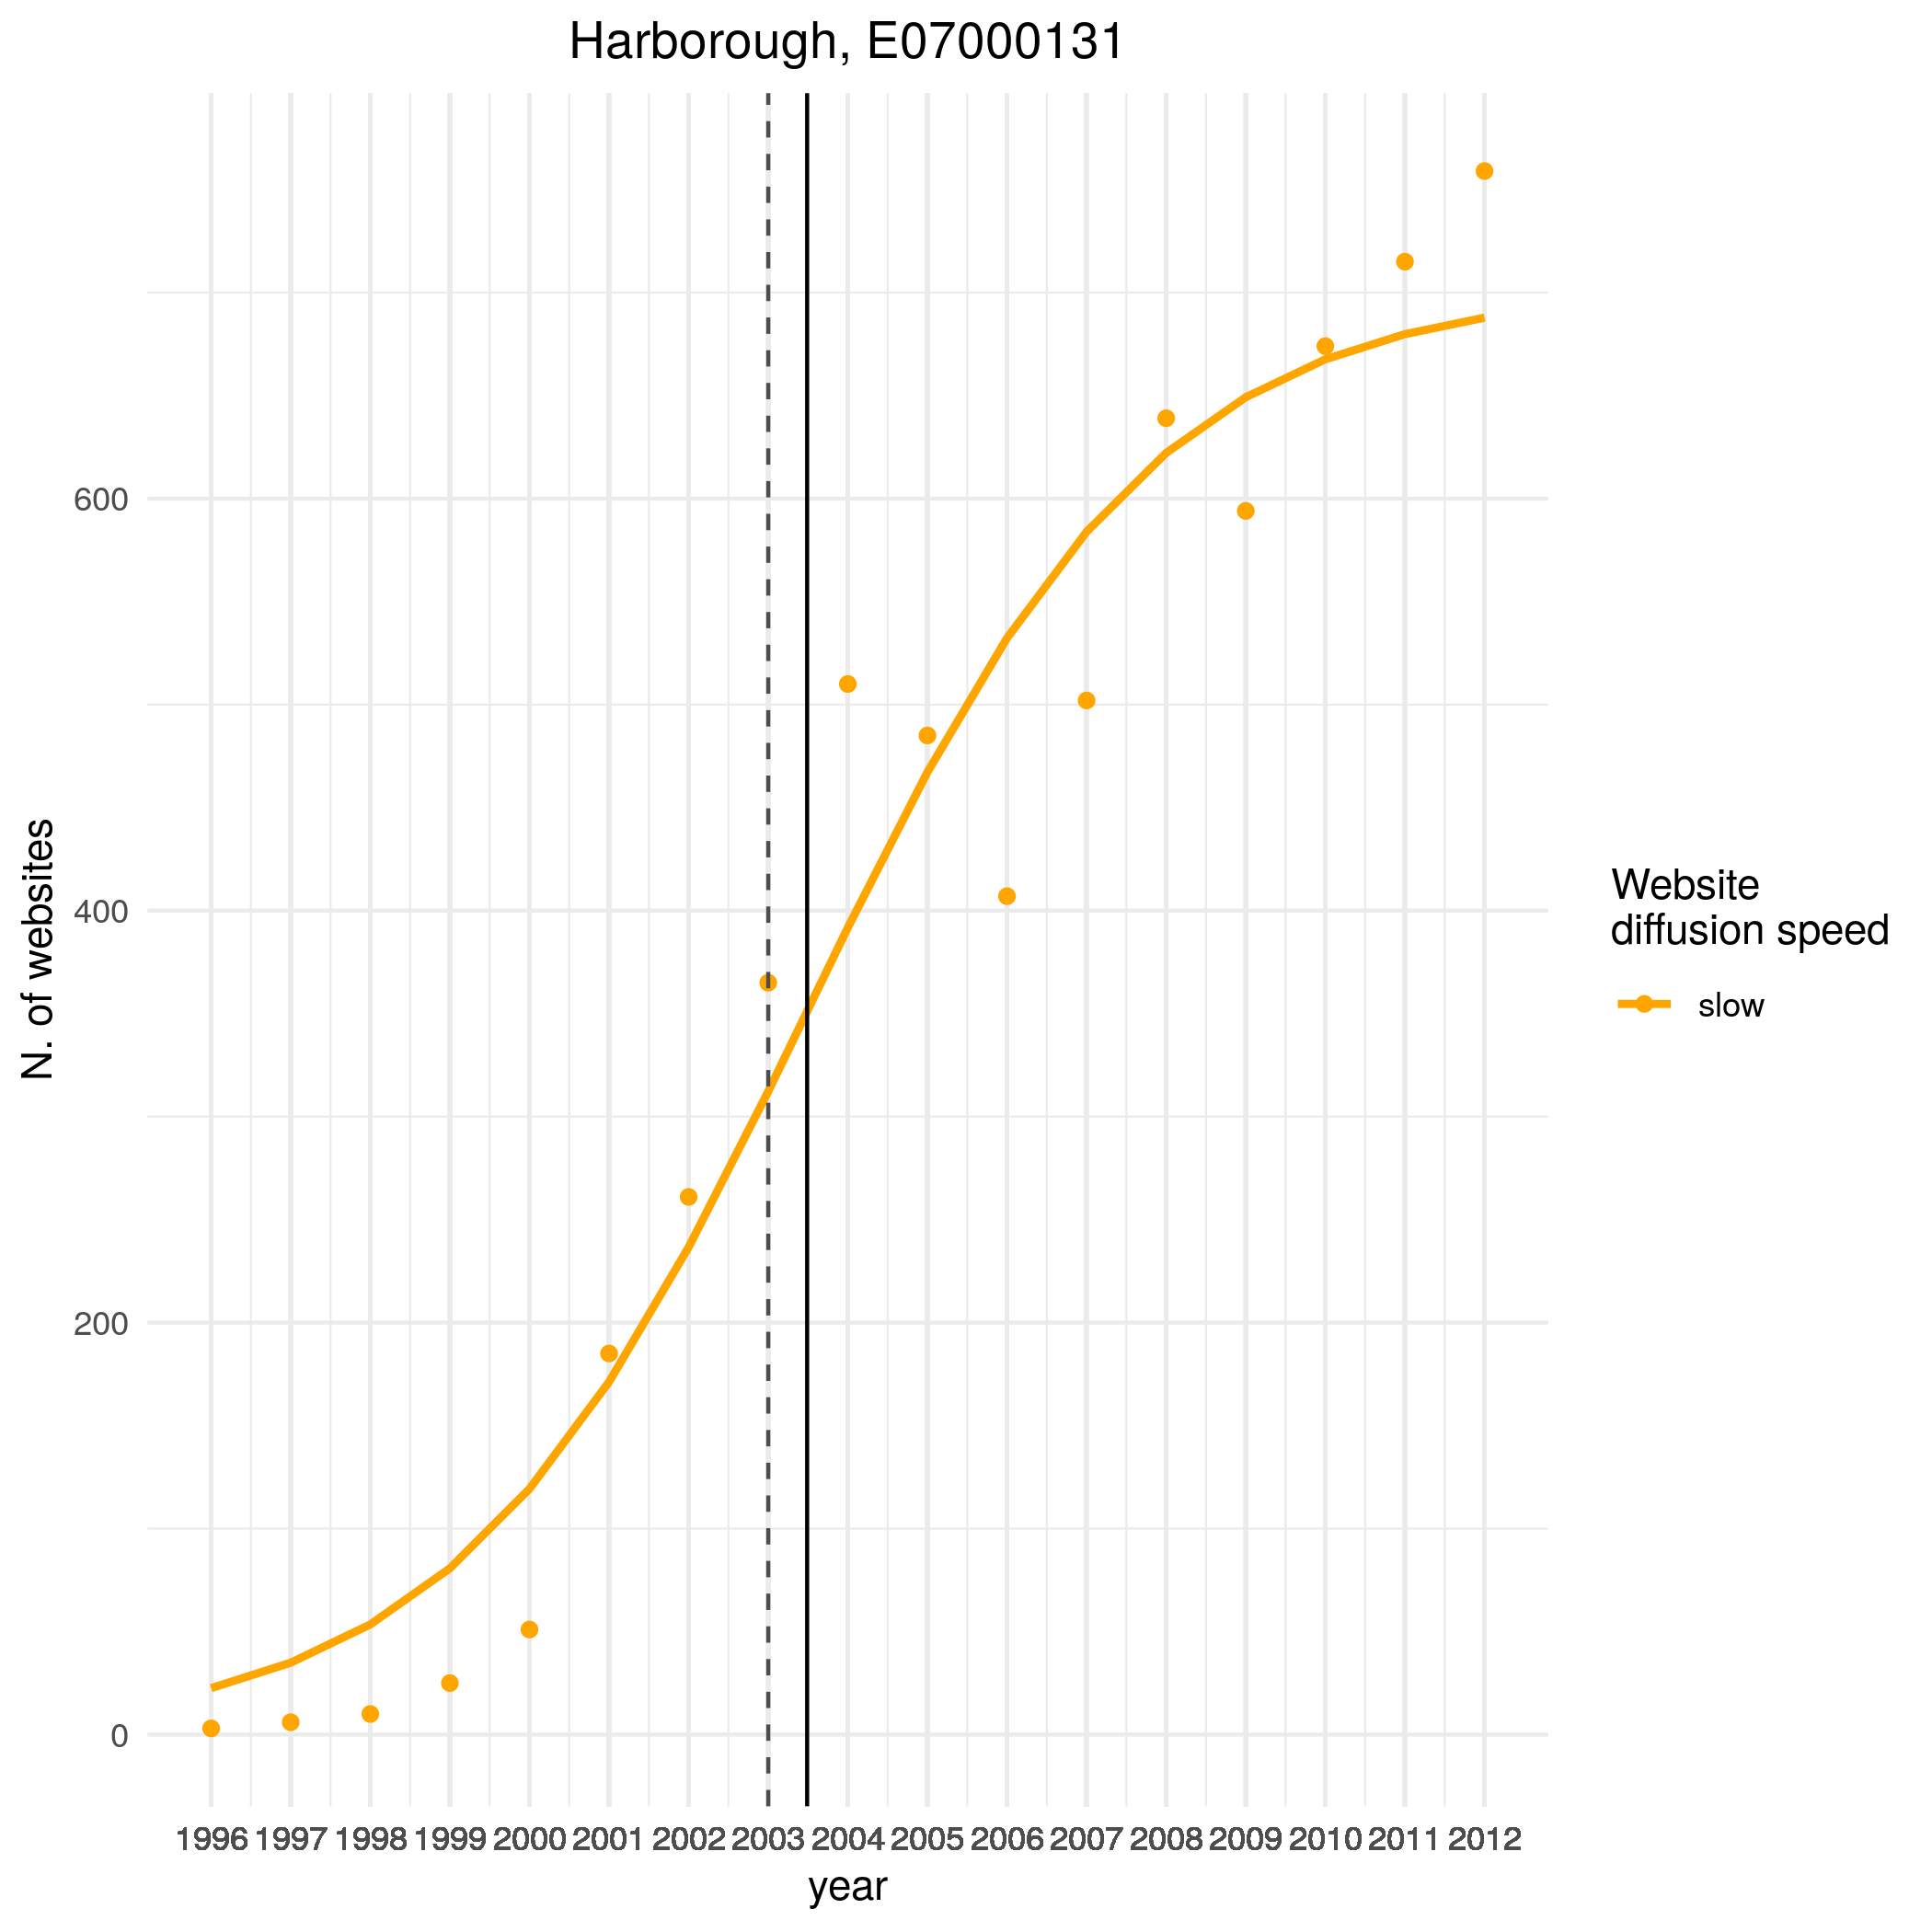 Harborough, E07000131
N. of websites
600
400
200
0
1996 1997 1998 1999 2000 2001 2002 2003 2004 2005 2006 2007 2008 2009 2010 2011 2012
year
Website
diffusion speed
slow